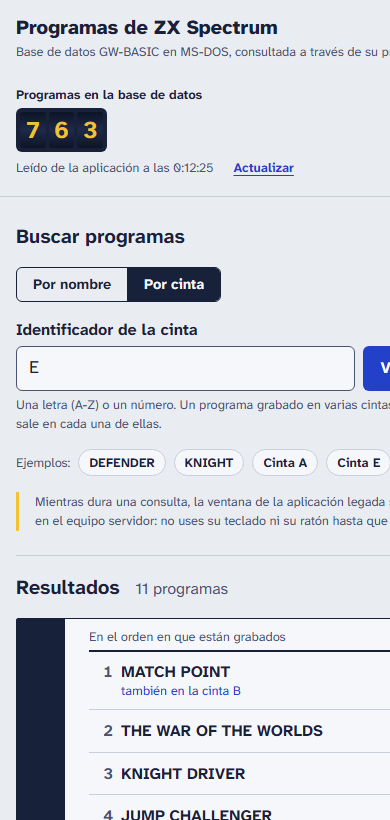 Programas de ZX Spectrum
Base de datos GW-BASIC en MS-DOS, consultada a través de su
Programas en la base de datos
763
Leído de la aplicación a las 0:12:25 Actualizar
Buscar programas
Por nombre Por cinta
Identificador de la cinta
E
Una letra (A-Z) o un número. Un programa grabado en varias cintas
sale en cada una de ellas.
Ejemplos: DEFENDER KNIGHT Cinta A Cinta E
Mientras dura una consulta, la ventana de la aplicación legada
en el equipo servidor: no uses su teclado ni su ratón hasta que
Resultados 11 programas
En el orden en que están grabados
1 MATCH POINT
también en la cinta B
2 THE WAR OF THE WORLDS
3 KNIGHT DRIVER
4 JUMP CHALLENGER